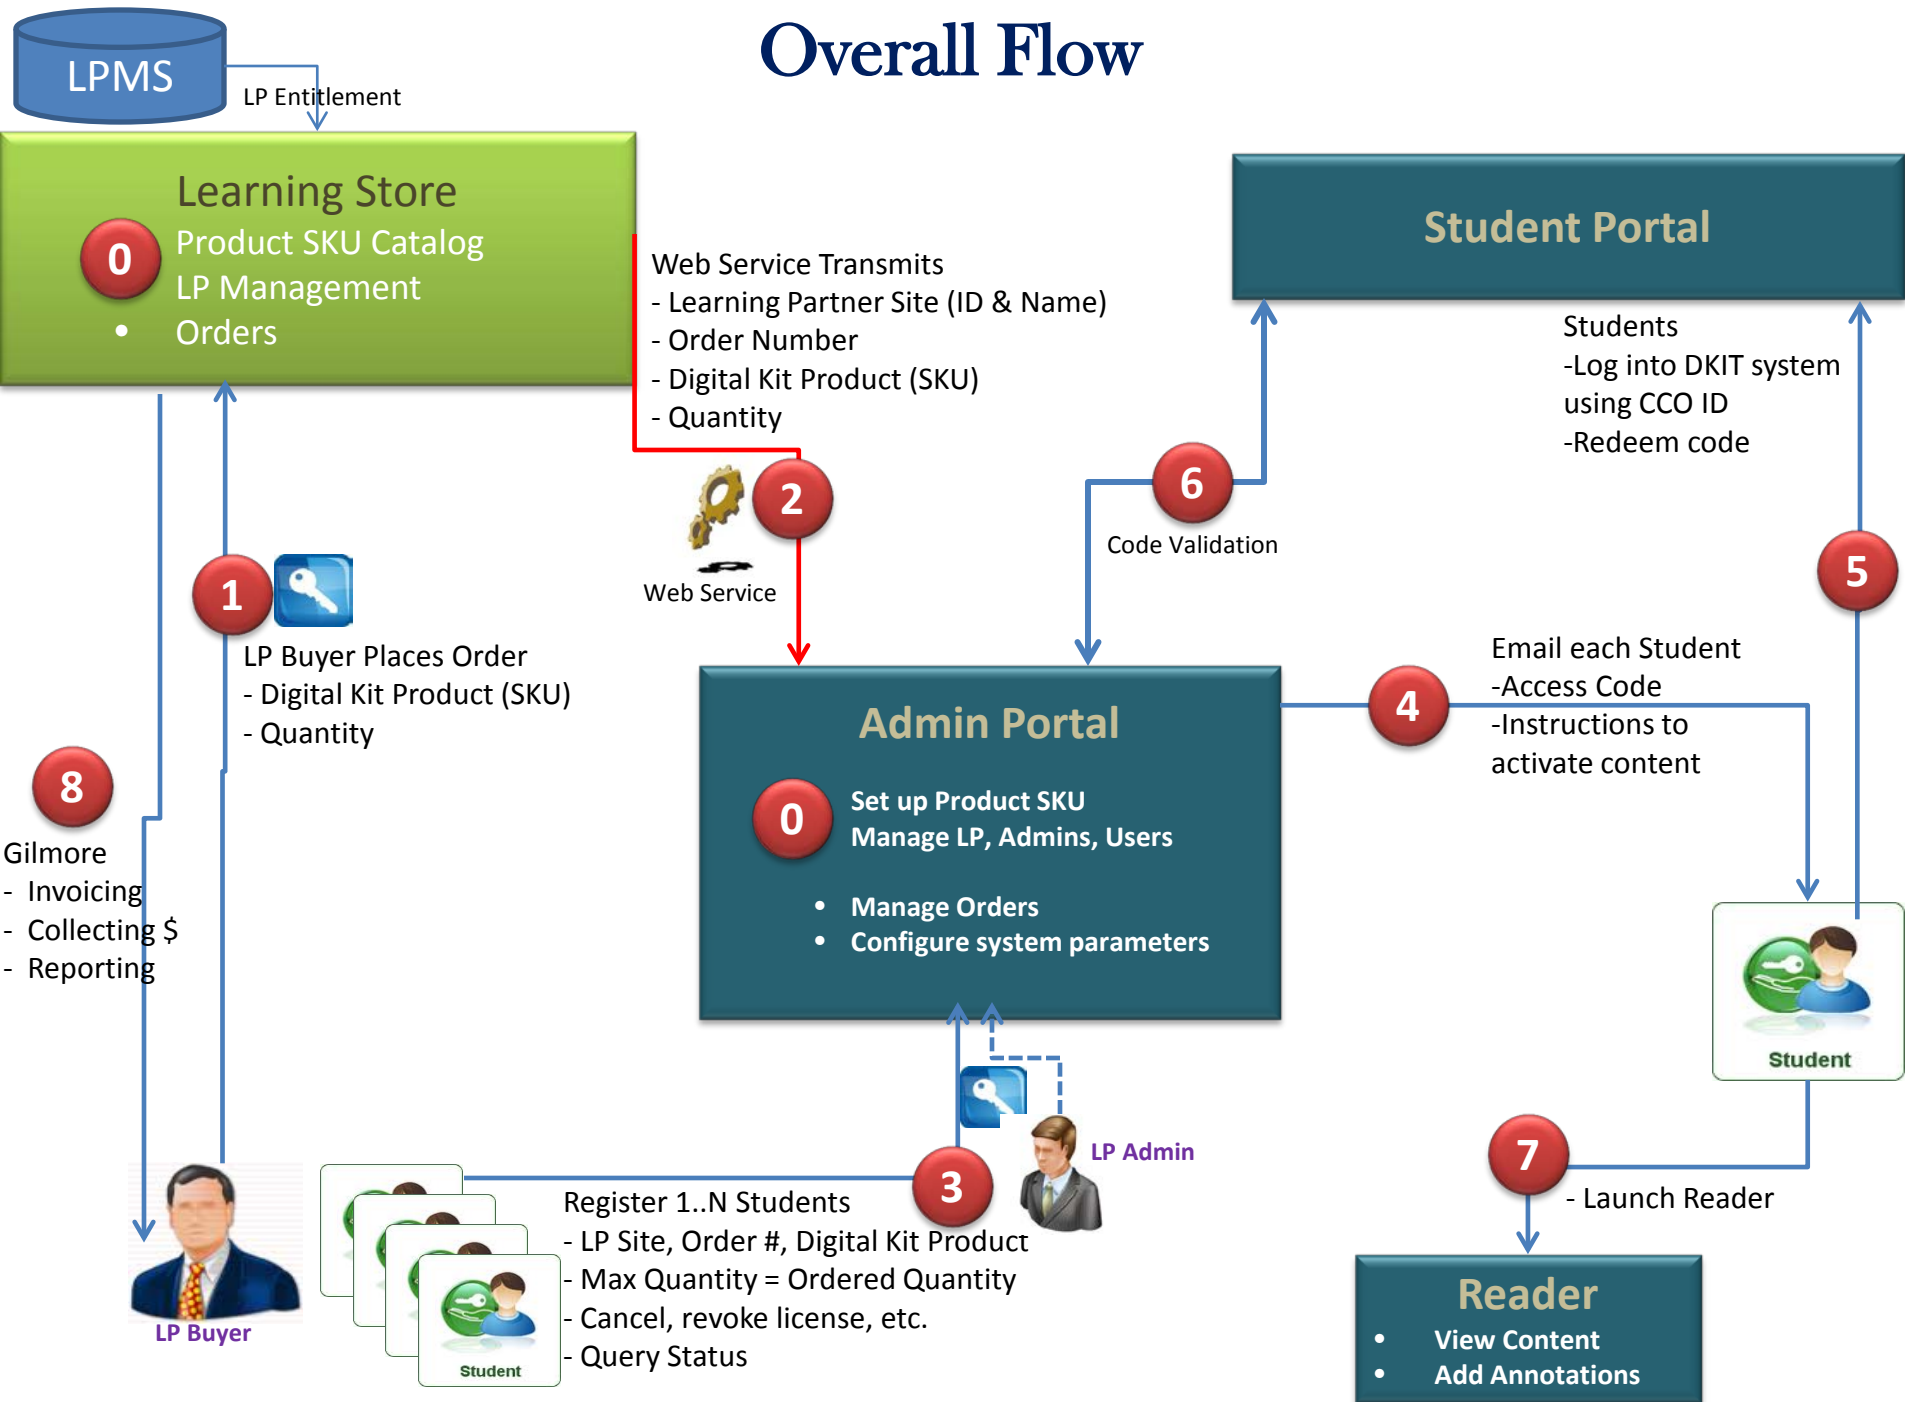 Overall Flow
LPMS
LP Entitlement
Learning Store
0
Product SKU Catalog
LP Management
• Orders
Web Service Transmits
- Learning Partner Site (ID & Name)
- Order Number
- Digital Kit Product (SKU)
- Quantity
Student Portal
Students
-Log into DKIT system
using CCO ID
-Redeem code
2
Web Service
6
Code Validation
5
1
LP Buyer Places Order
- Digital Kit Product (SKU)
- Quantity
8
Gilmore
- Invoicing
- Collecting $
- Reporting
Admin Portal
0
Set up Product SKU
Manage LP, Admins, Users
• Manage Orders
• Configure system parameters
4
Email each Student
-Access Code
-Instructions to
activate content
Student
LP Buyer
Student
3
LP Admin
Register 1..N Students
- LP Site, Order #, Digital Kit Product
- Max Quantity = Ordered Quantity
- Cancel, revoke license, etc.
- Query Status
7
- Launch Reader
Reader
• View Content
• Add Annotations